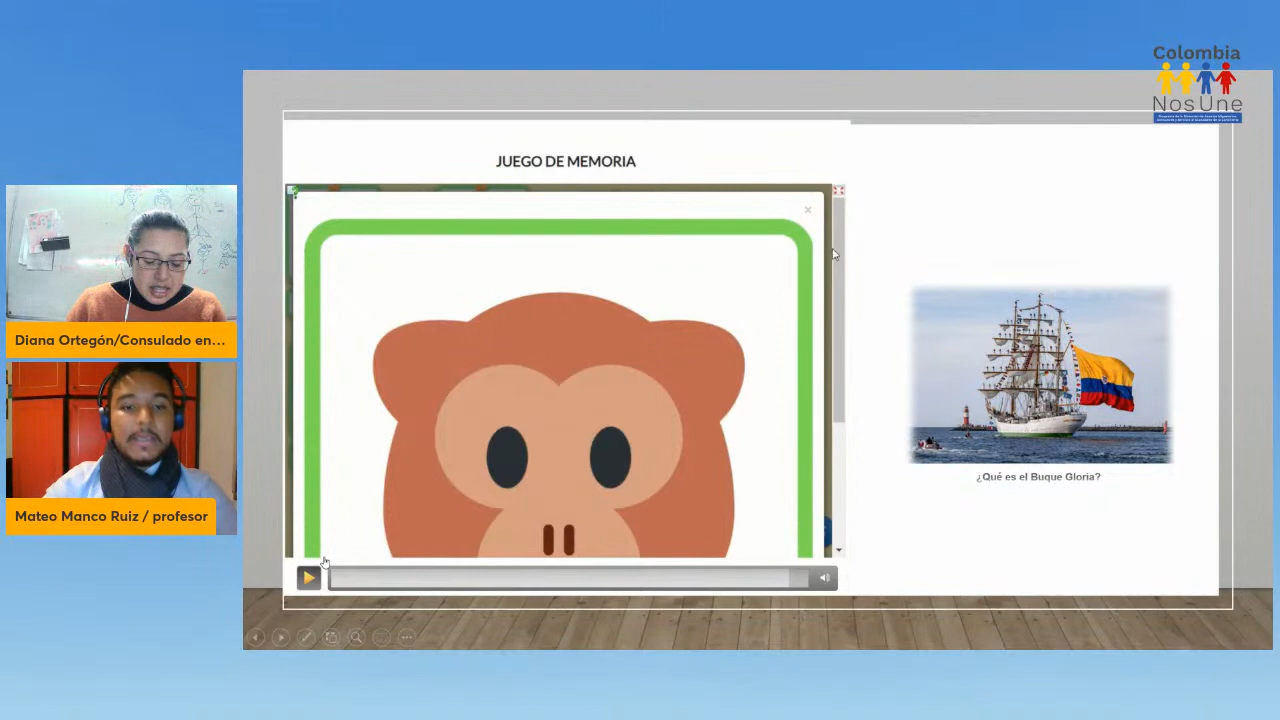 Colombia
NosUne
JUEGO DE MEMORIA
¿Qué es el Buque Gloria?
Diana Ortegón/Consulado en...
Mateo Manco Ruiz / profesor